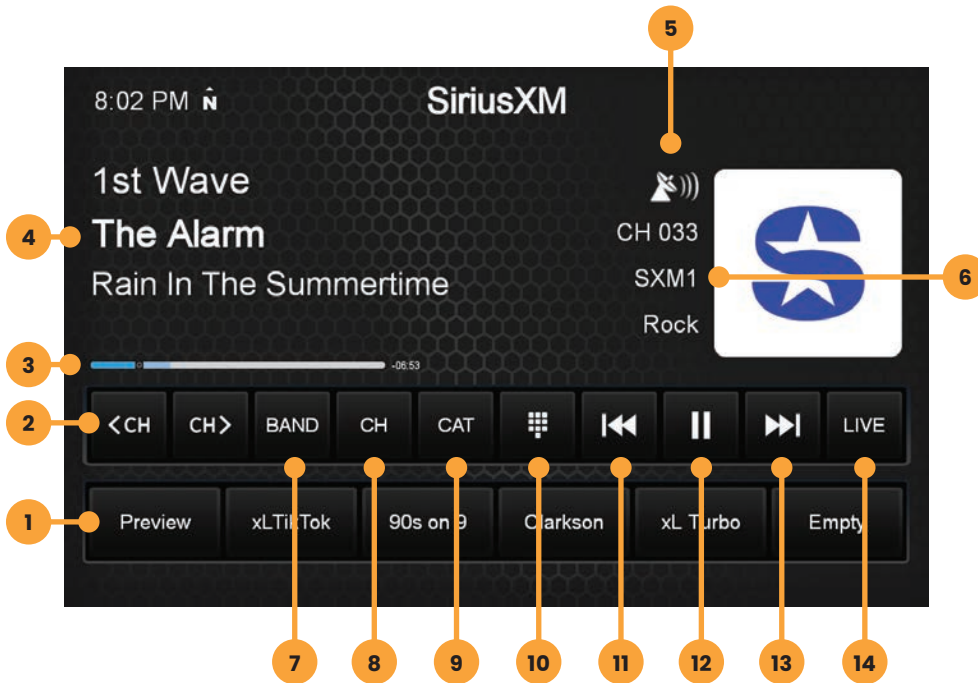 5
8:02 PM N SiriusXM
1st Wave
4 The Alarm CH 033
Rain In The Summertime SXM1 6
Rock
3 -06:53
2 <CH CH> BAND CH CAT LIVE
1 Preview xLTikTok 90s on 9 Clarkson xL Turbo Empty
7 8 9 10 11 12 13 14